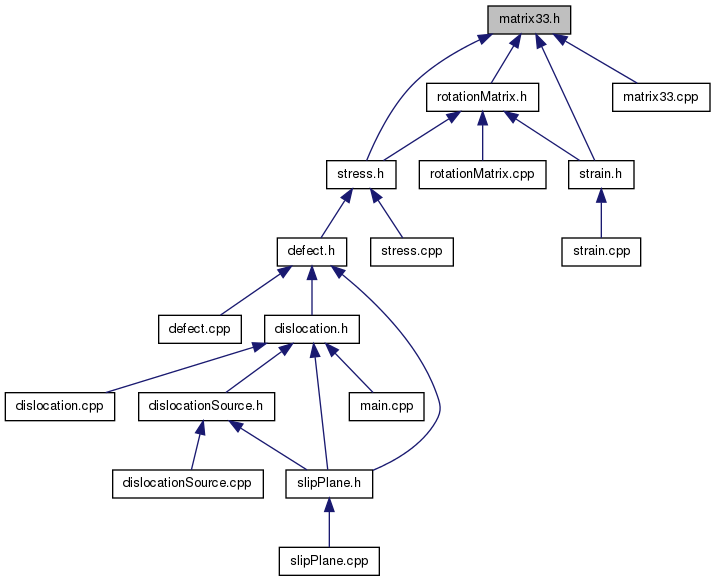 matrix33.h
rotationMatrix.h
matrix33.cpp
stress.h
rotationMatrix.cpp
strain.h
defect.h
stress.cpp
strain.cpp
defect.cpp
dislocation.h
dislocation.cpp
dislocationSource.h
main.cpp
dislocationSource.cpp
slipPlane.h
slipPlane.cpp